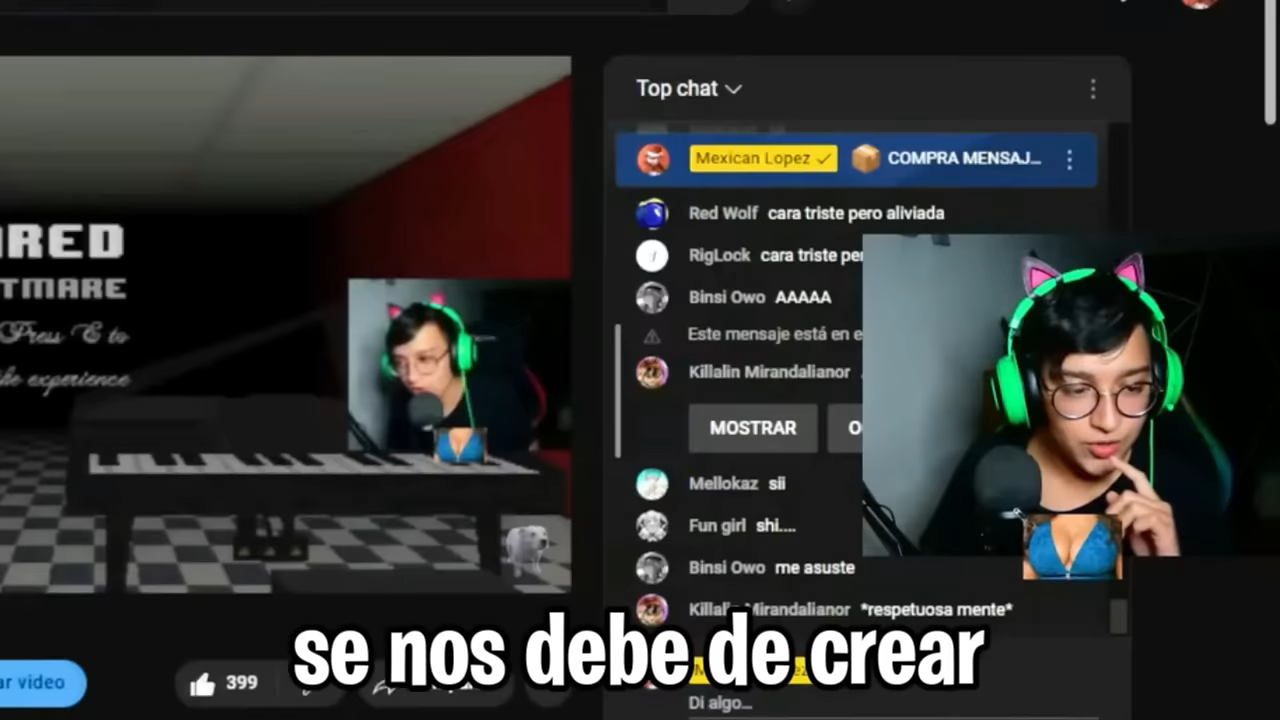 Top chat
Mexican Lopez COMPRA MENSAJ...
Red Wolf cara triste pero aliviada
RigLock cara triste
Binsi Owo AAAAA
Este mensaje está en
Killalin Mirandalianor
MOSTRAR
Mellokaz sii
Fun girl shi....
Binsi Owo me asuste
Killalin Mirandalianor *respetuosa mente*
Di algo...
RED
TMARE
Press E to
the experience
video
399
se nos debe de crear